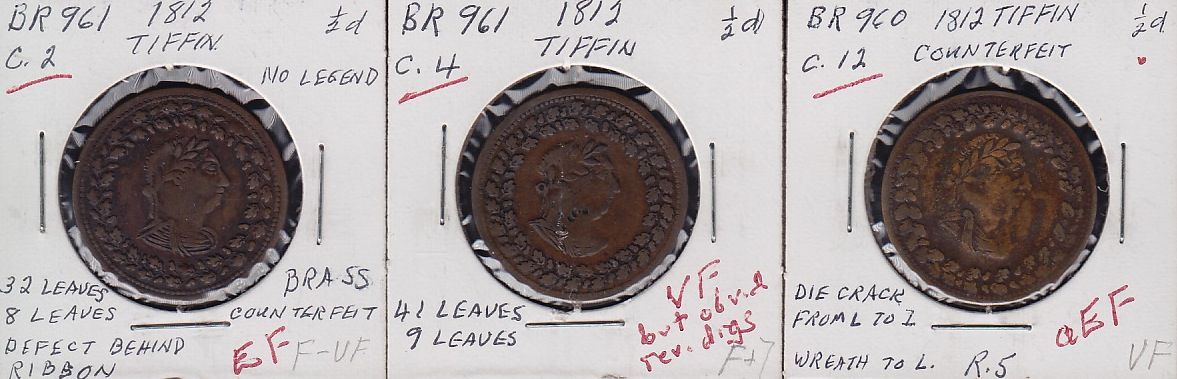 BR 961 1812 ½d
TIFFIN
C. 2
NO LEGEND
32 LEAVES
8 LEAVES
DEFECT BEHIND
RIBBON
BRASS
COUNTERFEIT
EF F-VF
BR 961 1812 ½d
TIFFIN
C. 4
41 LEAVES
9 LEAVES
VF,
but obv.d
rev. digs
F+7
BR 960 1812 TIFFIN ½d
COUNTERFEIT
C. 12
DIE CRACK
FROM L TO I
WREATH TO L. R.5
aEF
VF